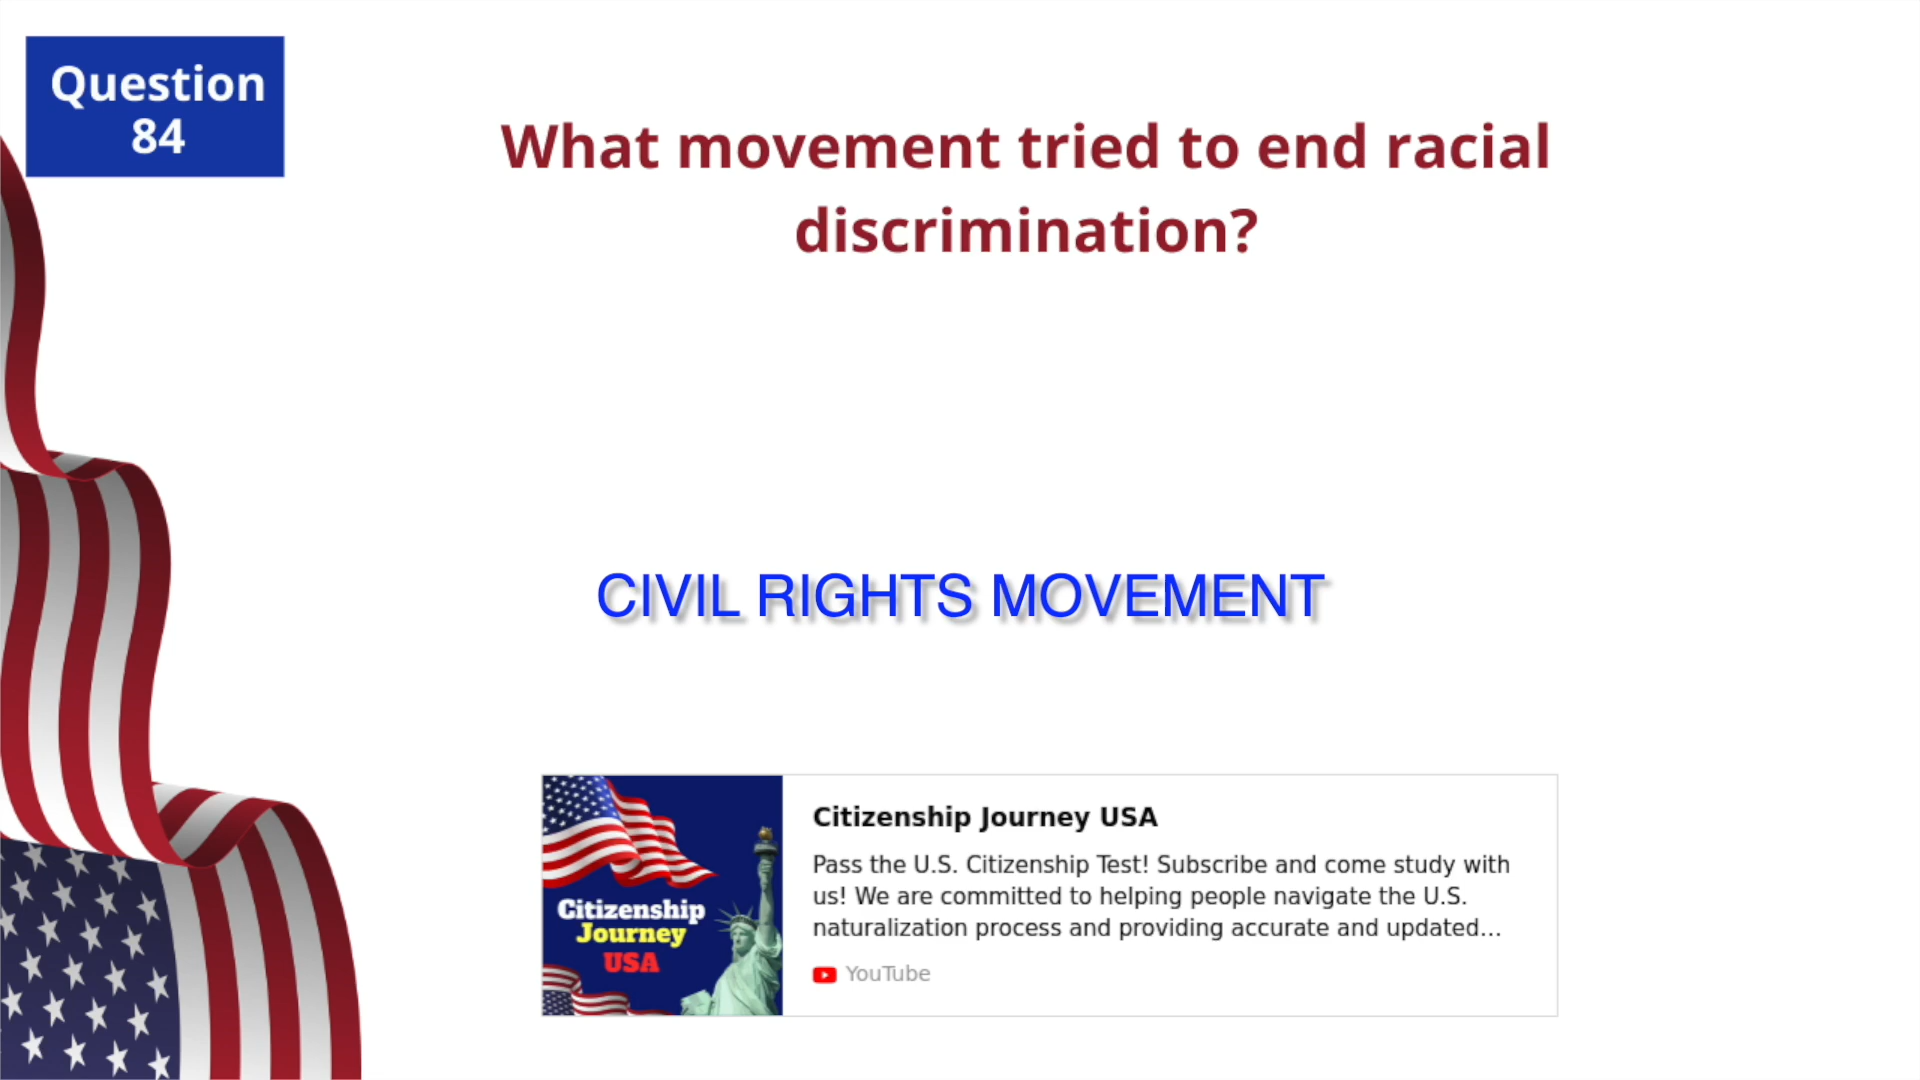 Question
84
What movement tried to end racial
discrimination?
CIVIL RIGHTS MOVEMENT
Citizenship
Journey
USA
Citizenship Journey USA
Pass the U.S. Citizenship Test! Subscribe and come study with
us! We are committed to helping people navigate the U.S.
naturalization process and providing accurate and updated...
YouTube